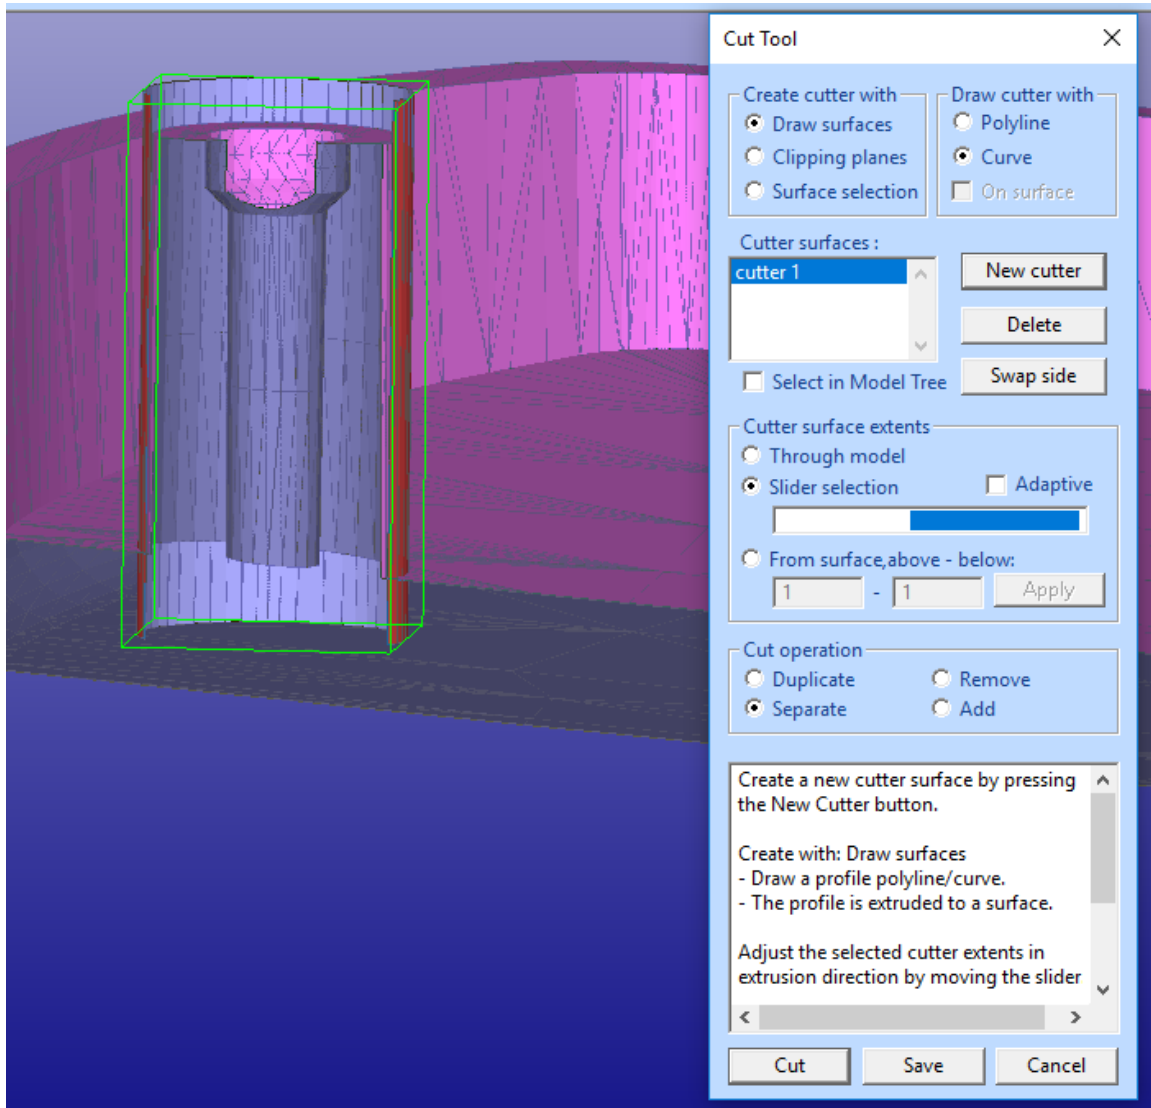 Cut Tool
Create cutter with
Draw surfaces
Clipping planes
Surface selection
Draw cutter with
Polyline
Curve
On surface
Cutter surfaces :
cutter 1
New cutter
Delete
Swap side
Select in Model Tree
Cutter surface extents
Through model
Slider selection
Adaptive
From surface,above - below:
1 - 1 Apply
Cut operation
Duplicate
Remove
Separate
Add
Create a new cutter surface by pressing
the New Cutter button.
Create with: Draw surfaces
- Draw a profile polyline/curve.
- The profile is extruded to a surface.
Adjust the selected cutter extents in
extrusion direction by moving the slider
Cut
Save
Cancel